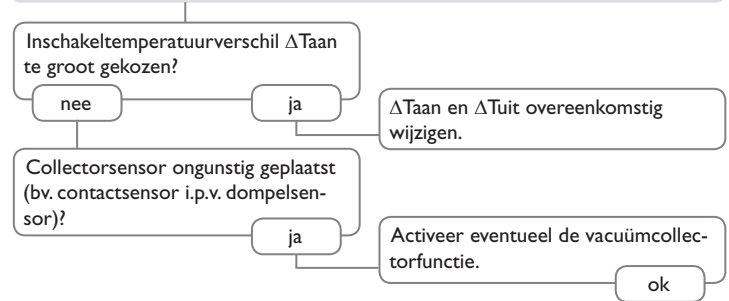 Inschakeltemperatuurverschil ΔTaan
te groot gekozen?
nee
ja
ΔTaan en ΔTuit overeenkomstig
wijzigen.
Collectorsensor ongunstig geplaatst
(bv. contactsensor i.p.v. dompelsen-
sor)?
ja
Activeer eventueel de vacuümcollec-
torfunctie.
ok